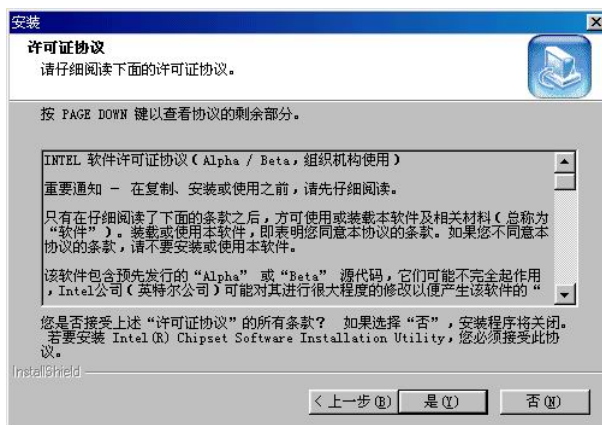 安装
许可证协议
请仔细阅读下面的许可证协议。
按 PAGE DOWN 键以查看协议的剩余部分。
INTEL 软件许可证协议(Alpha / Beta,组织机构使用)
重要通知 - 在复制、安装或使用之前,请先仔细阅读。
只有在仔细阅读了下面的条款之后,方可使用或装载本软件及相关材料(总称为
“软件”)。装载或使用本软件,即表明您同意本协议的条款。如果您不同意本
协议的条款,请不要安装或使用本软件。
该软件包含预先发行的“Alpha” 或“Beta” 源代码,它们可能不完全起作用
,Intel公司(英特尔公司)可能对其进行很大程度的修改以便产生该软件的“
您是否接受上述“许可证协议”的所有条款? 如果选择“否”,安装程序将关闭。
若要安装 Intel(R) Chipset Software Installation Utility,您必须接受此协
议。
InstallShield
< 上一步(B) 是(Y) 否(N)